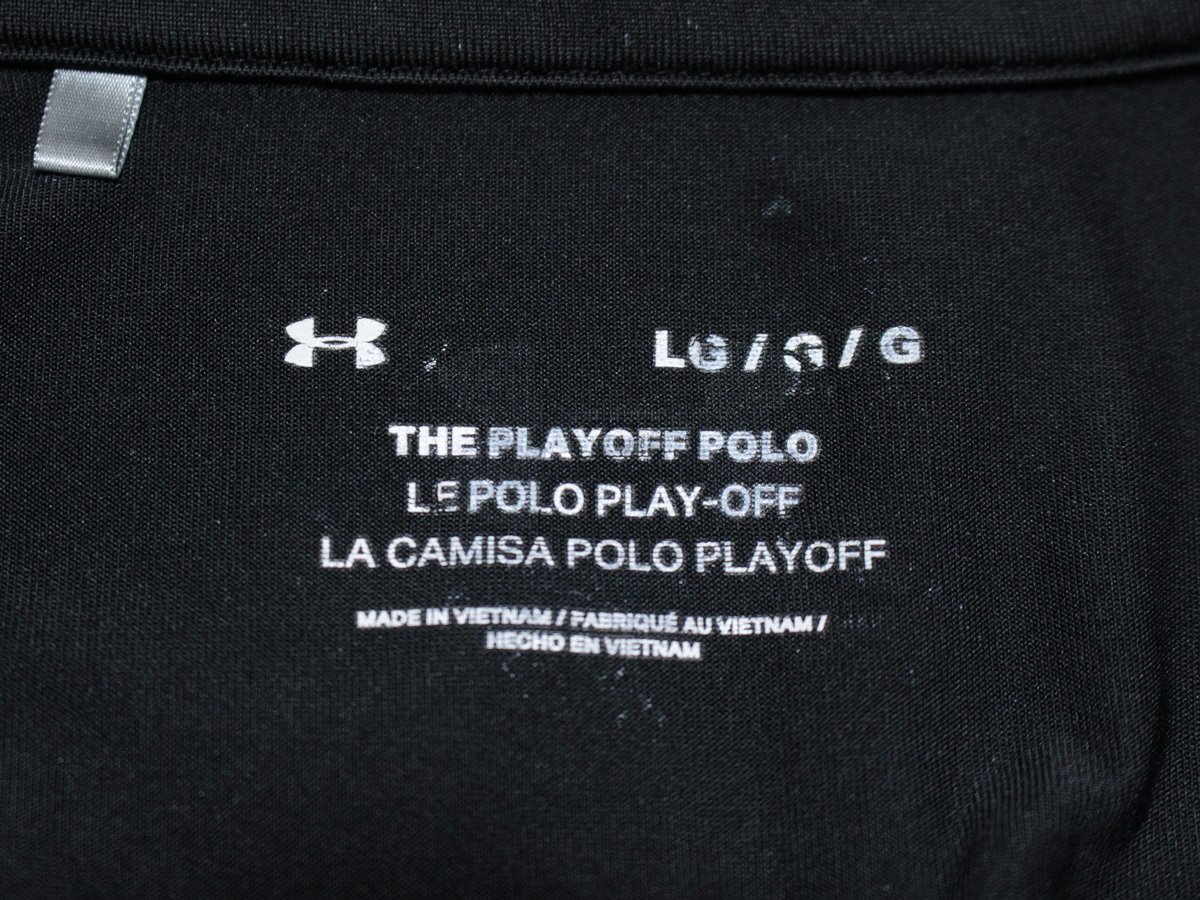 LG / G / G
THE PLAYOFF POLO
LE POLO PLAY-OFF
LA CAMISA POLO PLAYOFF
MADE IN VIETNAM / FABRIQUÉ AU VIETNAM /
HECHO EN VIETNAM